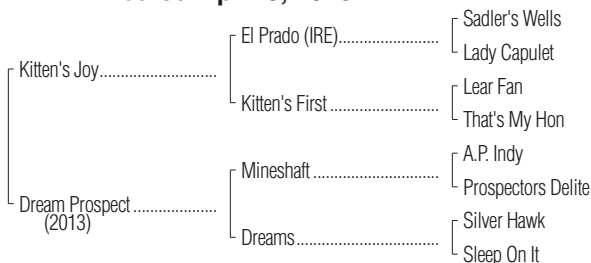 Sadler's Wells
El Prado (IRE)
Lady Capulet
Kitten's Joy
Lear Fan
Kitten's First
That's My Hon
A.P. Indy
Mineshaft
Prospectors Delite
Dream Prospect
(2013)
Silver Hawk
Dreams
Sleep On It